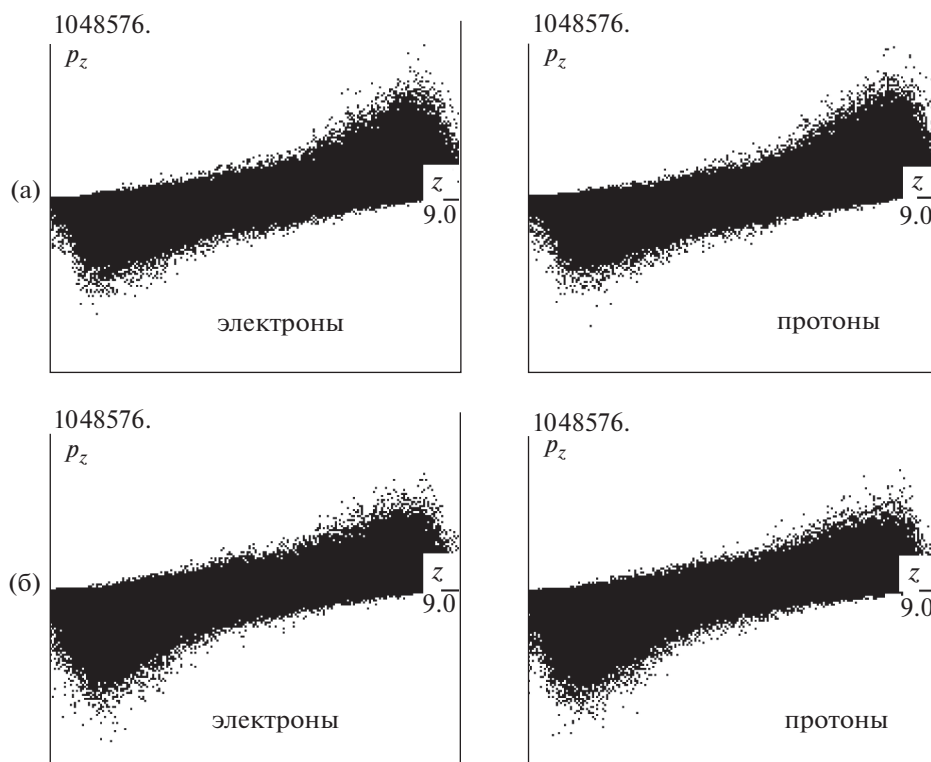 1048576.
p_z
(а)
z
9.0
электроны
1048576.
p_z
z
9.0
протоны
1048576.
p_z
(б)
z
9.0
электроны
1048576.
p_z
z
9.0
протоны